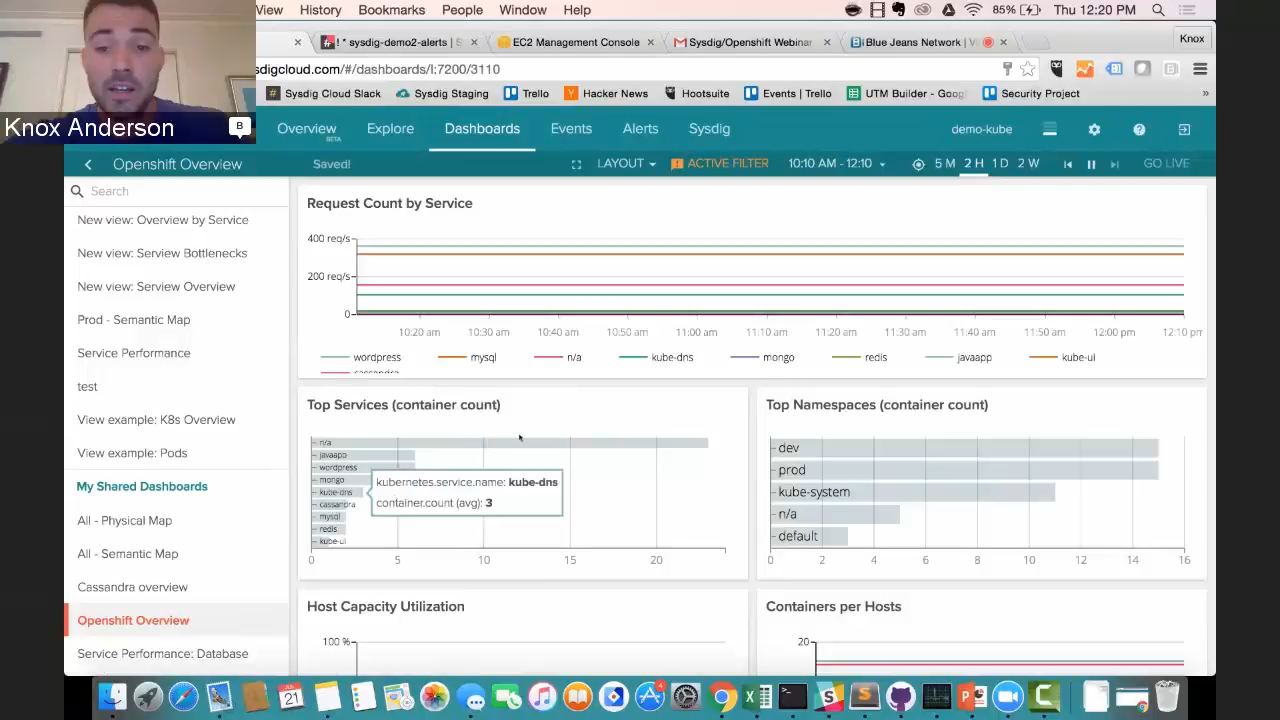 View History Bookmarks People Window Help 85% Thu 12:20 PM
! * sysdig-demo2-alerts | S EC2 Management Console Sysdig/Openshift Webinar Blue Jeans Network | Knox
sdigcloud.com/#/dashboards/l:7200/3110
Sysdig Cloud Slack Sysdig Staging Trello Hacker News Hootsuite Events | Trello UTM Builder - Goog Security Project »
Knox Anderson
B
Overview BETA Explore Dashboards Events Alerts Sysdig demo-kube
Openshift Overview Saved! LAYOUT ACTIVE FILTER 10:10 AM - 12:10 PM 5 M 2 H 1 D 2 W GO LIVE
Search
New view: Overview by Service
New view: Serview Bottlenecks
New view: Serview Overview
Prod - Semantic Map
Service Performance
test
View example: K8s Overview
View example: Pods
My Shared Dashboards
All - Physical Map
All - Semantic Map
Cassandra overview
Openshift Overview
Service Performance: Database
Request Count by Service
400 req/s
200 req/s
0
10:20 am 10:30 am 10:40 am 10:50 am 11:00 am 11:10 am 11:20 am 11:30 am 11:40 am 11:50 am 12:00 pm 12:10 pm
wordpress mysql n/a kube-dns mongo redis javaapp kube-ui
cassandra
Top Services (container count)
n/a
javaapp
wordpress
mongo
kube-dns
cassandra
mysql
redis
kube-ui
0 5 10 15 20
kubernetes.service.name: kube-dns
container.count (avg): 3
Top Namespaces (container count)
dev
prod
kube-system
n/a
default
0 2 4 6 8 10 12 14 16
Host Capacity Utilization
100 %
Containers per Hosts
20
JUL
21
4